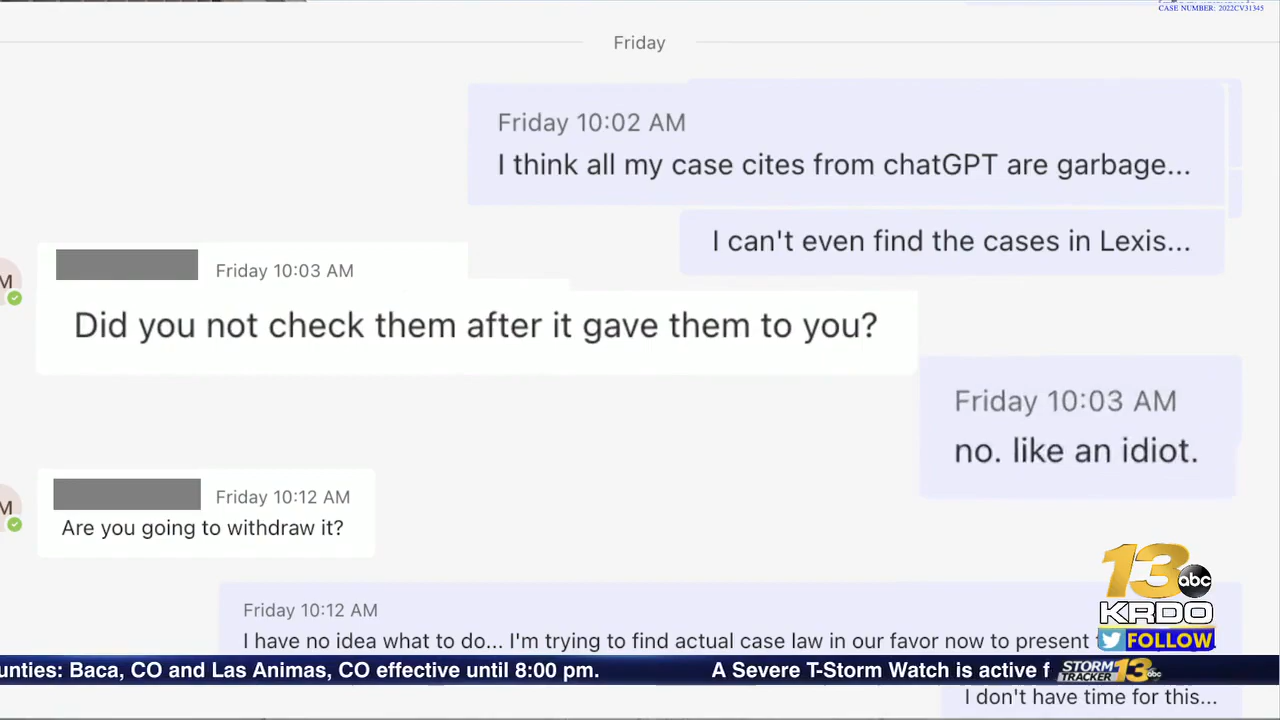 CASE NUMBER: 2022CV31345
Friday
Friday 10:02 AM
I think all my case cites from chatGPT are garbage...
I can't even find the cases in Lexis...
M
Friday 10:03 AM
Did you not check them after it gave them to you?
Friday 10:03 AM
no. like an idiot.
M
Friday 10:12 AM
Are you going to withdraw it?
Friday 10:12 AM
I have no idea what to do... I'm trying to find actual case law in our favor now to present
13 abc
KRDO
FOLLOW
unties: Baca, CO and Las Animas, CO effective until 8:00 pm. A Severe T-Storm Watch is active f
STORM TRACKER 13 abc
I don't have time for this...